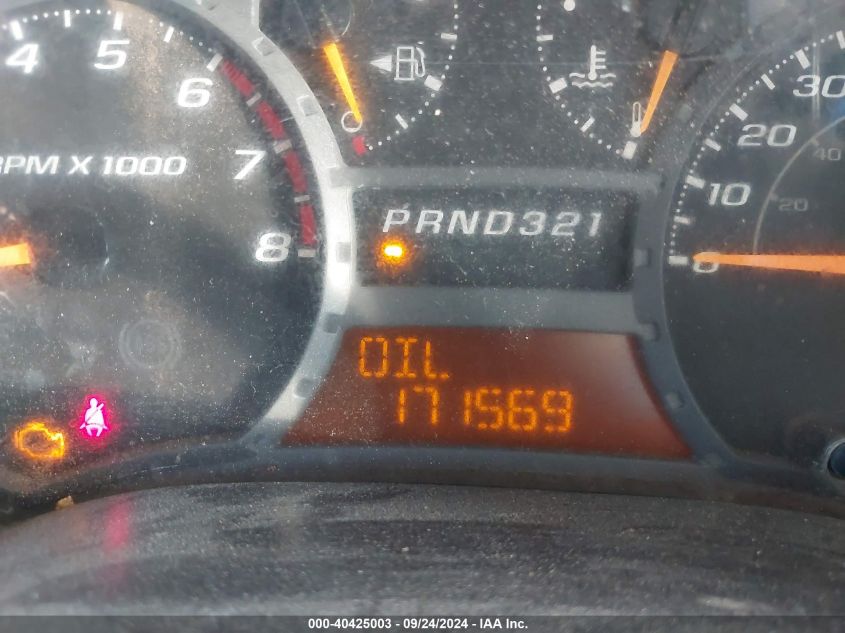 4 5 6 7 8
RPM X 1000
PRND321
OIL
171569
0 10 20 30
20 40
000-40425003 - 09/24/2024 - IAA Inc.